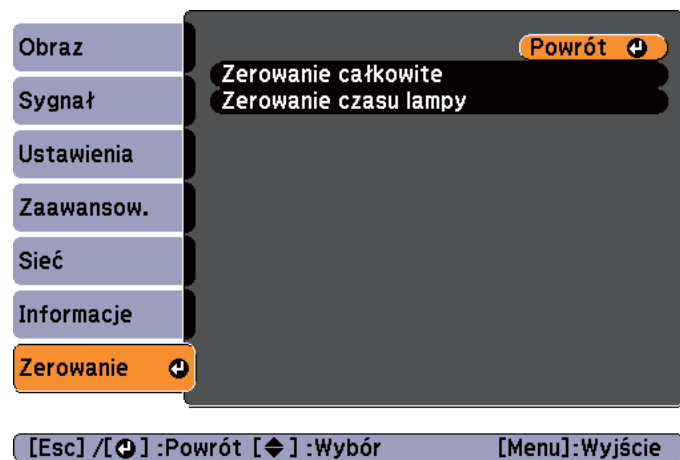 Obraz
Sygnał
Ustawienia
Zaawansow.
Sieć
Informacje
Zerowanie
Powrót
Zerowanie całkowite
Zerowanie czasu lampy
[Esc] /[ ] :Powrót [ ] :Wybór [Menu]:Wyjście